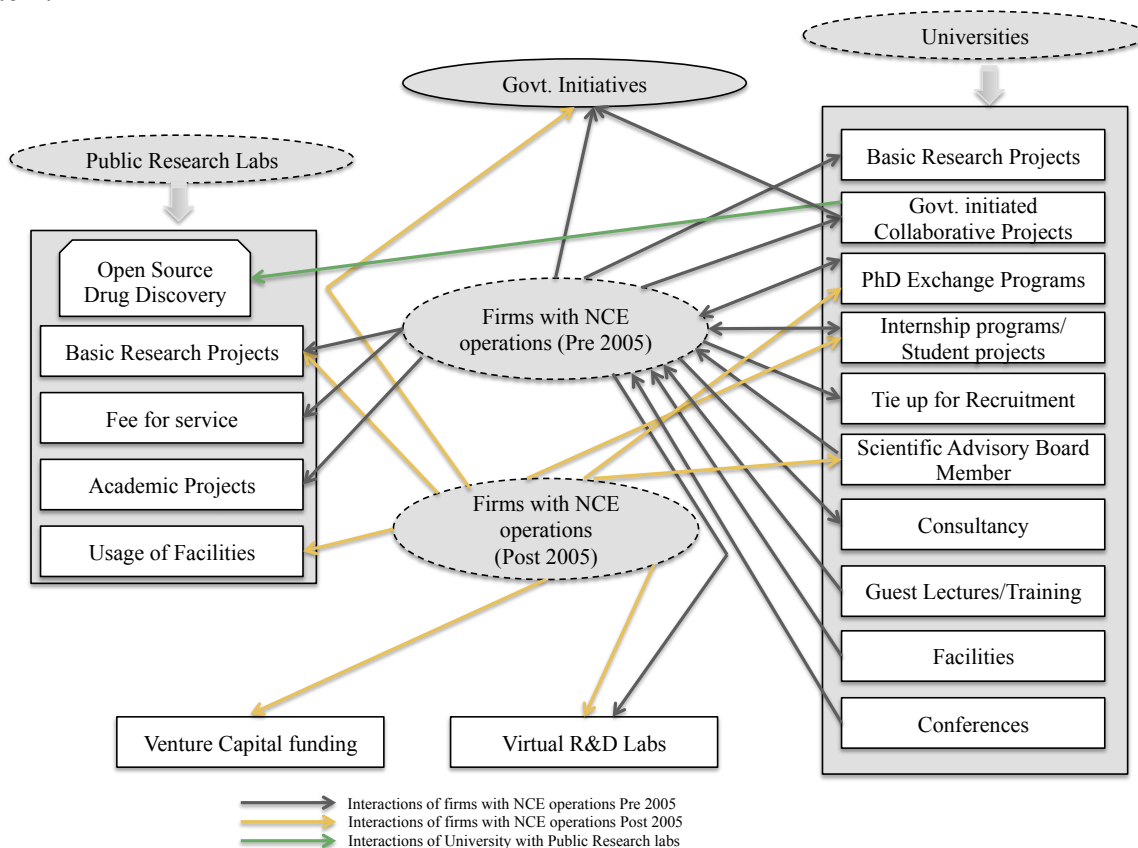 Universities
Govt. Initiatives
Public Research Labs
Basic Research Projects
Govt. initiated
Collaborative Projects
PhD Exchange Programs
Internship programs/
Student projects
Tie up for Recruitment
Scientific Advisory Board
Member
Consultancy
Guest Lectures/Training
Facilities
Conferences
Open Source
Drug Discovery
Basic Research Projects
Fee for service
Academic Projects
Usage of Facilities
Firms with NCE
operations (Pre 2005)
Firms with NCE
operations
(Post 2005)
Venture Capital funding
Virtual R&D Labs
Interactions of firms with NCE operations Pre 2005
Interactions of firms with NCE operations Post 2005
Interactions of University with Public Research labs